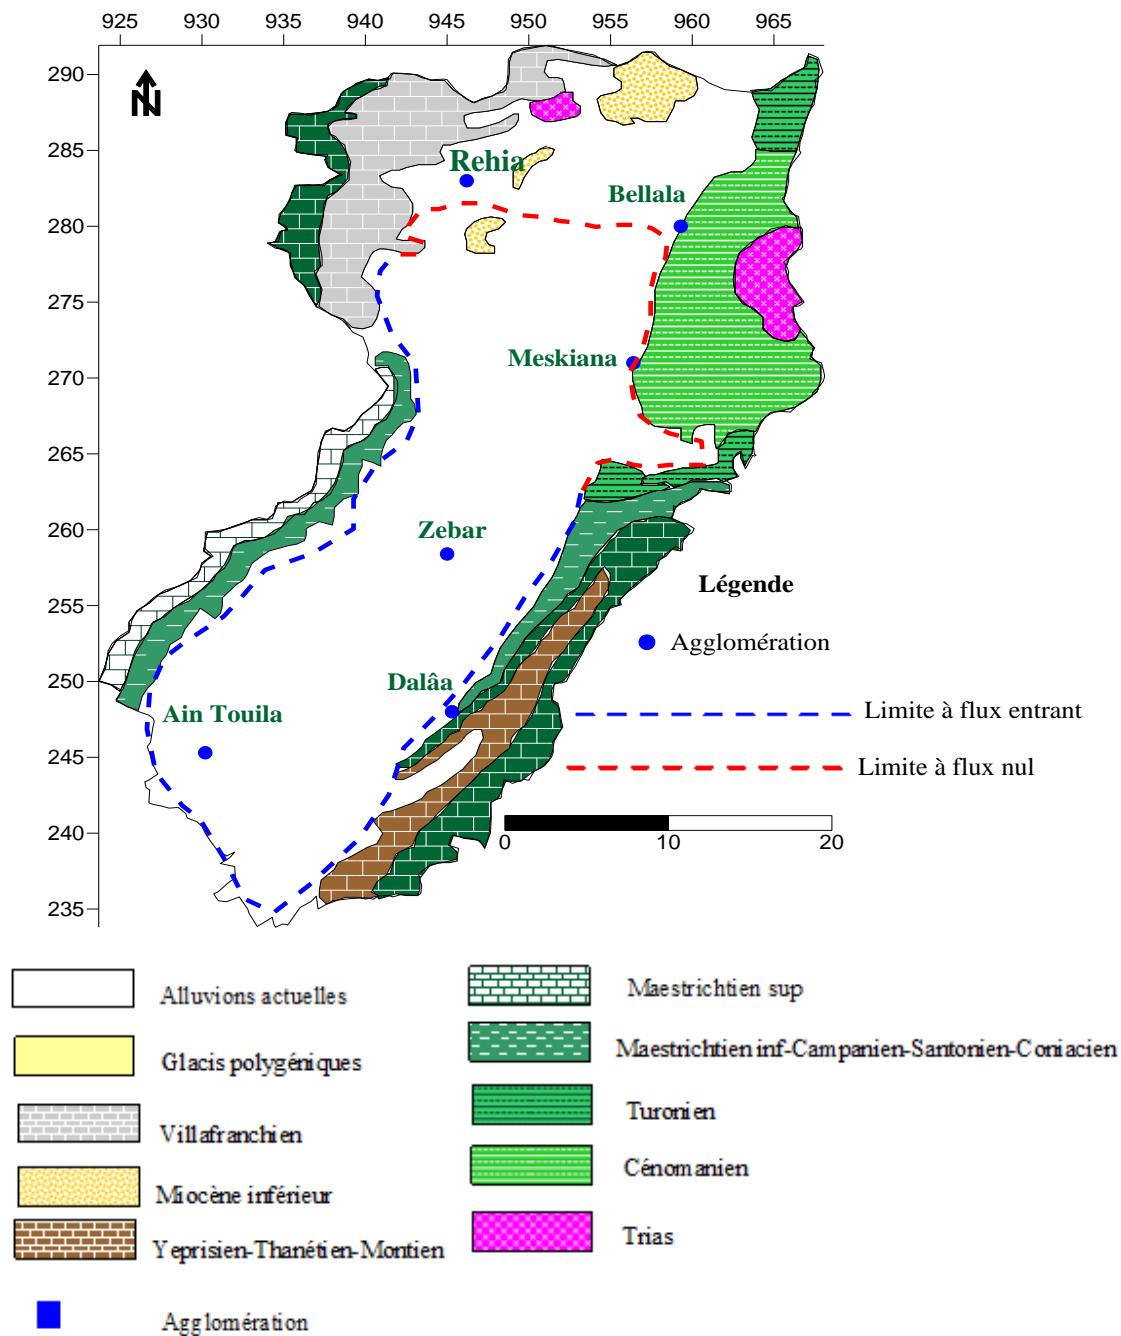 925 930 935 940 945 950 955 960 965
290
N
285
Rehia
Bellala
280
275
Meskiana
270
265
Zebar
260
Légende
255
Agglomération
250
Dalâa
Ain Touila
Limite à flux entrant
245
Limite à flux nul
240
0 10 20
235
Alluvions actuelles
Maestrichtien sup
Glacis polygéniques
Maestrichtien inf-Campanien-Santonien-Coniacien
Villafranchien
Turonien
Miocène inférieur
Cénomanien
Yeprisien-Thanétien-Montien
Trias
Agglomération